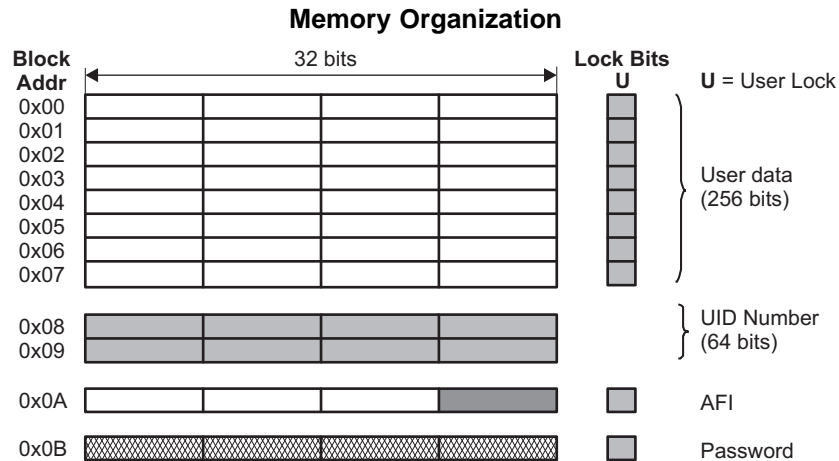 Memory Organization
Block Addr
32 bits
Lock Bits
U
U = User Lock
0x00
0x01
0x02
0x03
0x04
0x05
0x06
0x07
User data
(256 bits)
0x08
0x09
UID Number
(64 bits)
0x0A
AFI
0x0B
Password